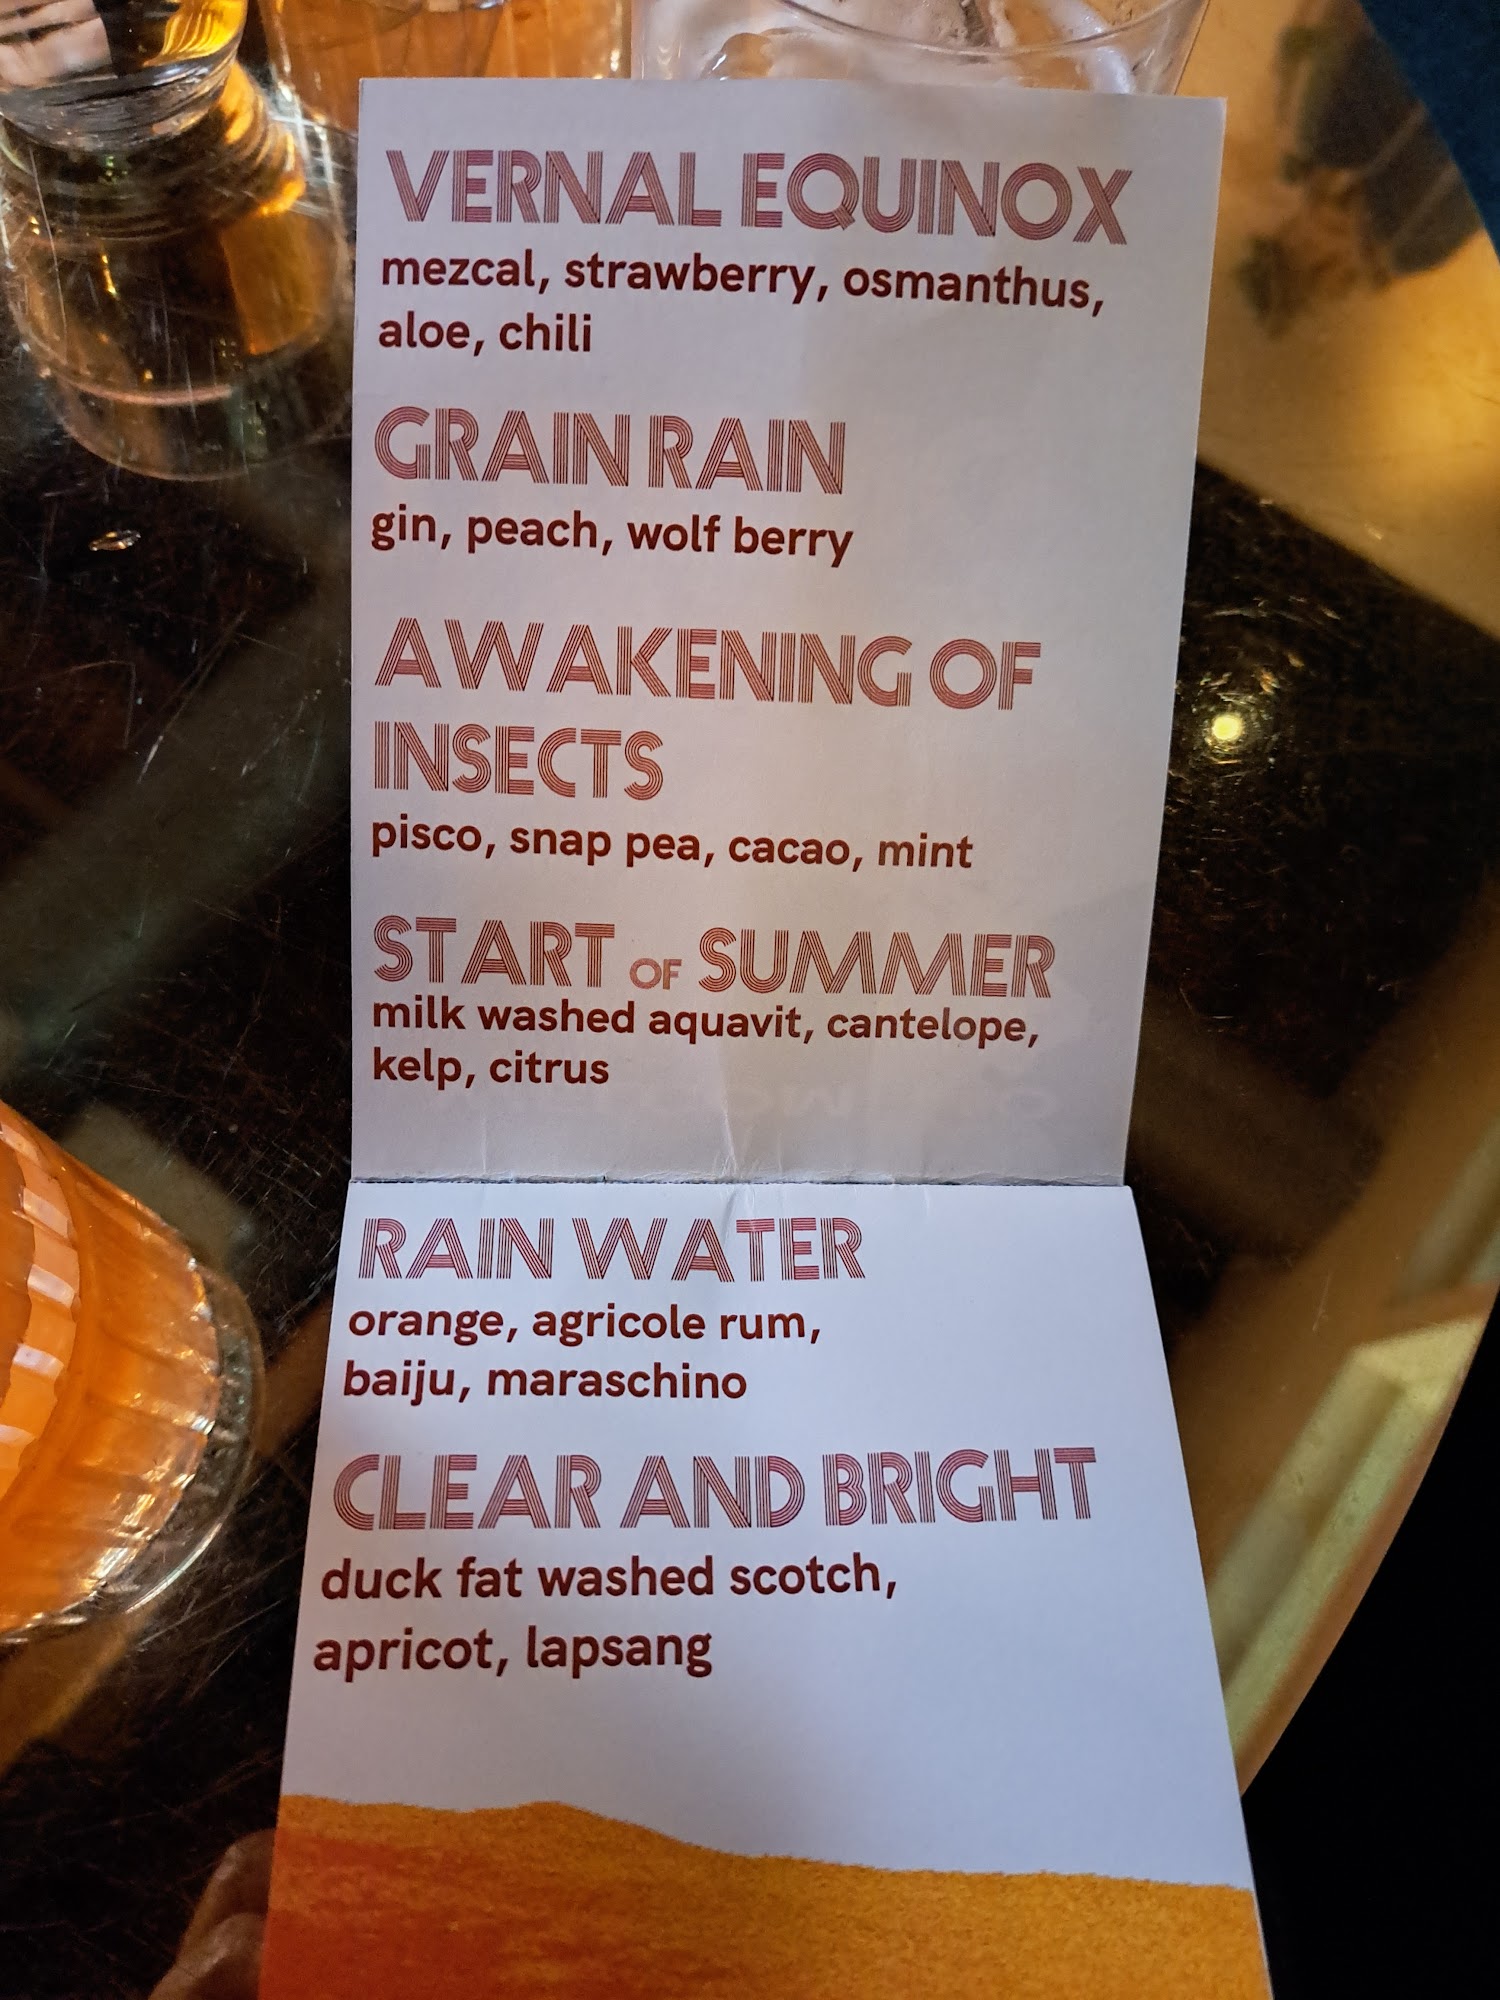 VERNAL EQUINOX
mezcal, strawberry, osmanthus,
aloe, chili
GRAIN RAIN
gin, peach, wolf berry
AWAKENING OF
INSECTS
pisco, snap pea, cacao, mint
START OF SUMMER
milk washed aquavit, cantelope,
kelp, citrus
RAIN WATER
orange, agricole rum,
baiju, maraschino
CLEAR AND BRIGHT
duck fat washed scotch,
apricot, lapsang